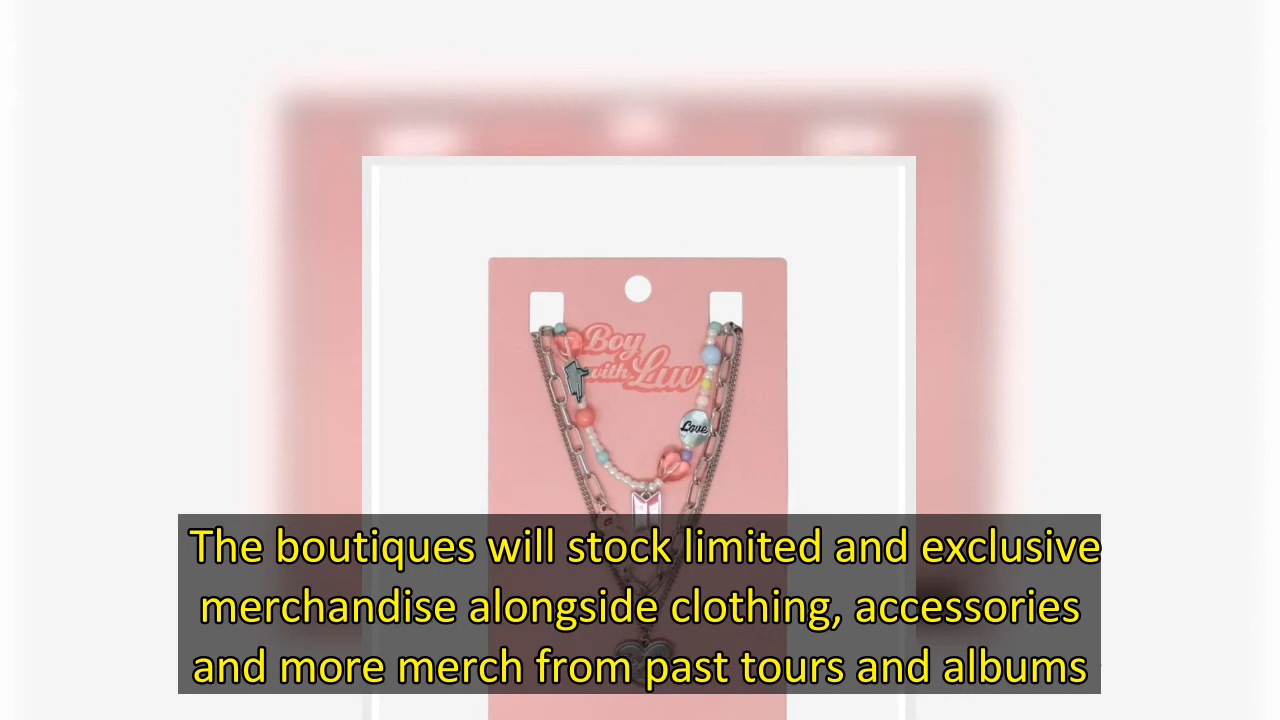 Boy
with Luv
Love
The boutiques will stock limited and exclusive
merchandise alongside clothing, accessories
and more merch from past tours and albums